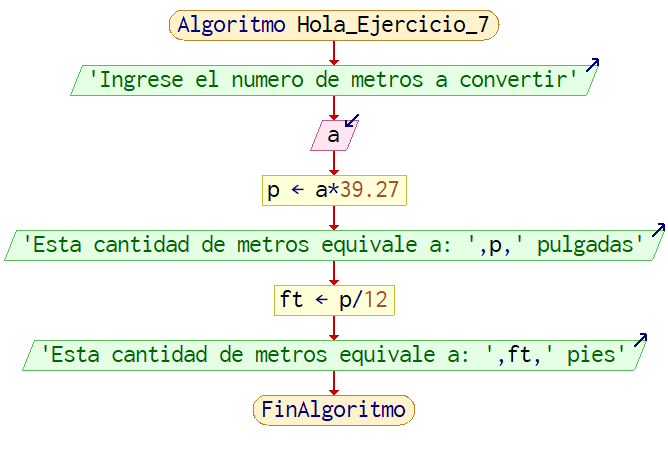 Algoritmo Hola_Ejercicio_7
'Ingrese el numero de metros a convertir'
a
p ← a*39.27
'Esta cantidad de metros equivale a: ',p,' pulgadas'
ft ← p/12
'Esta cantidad de metros equivale a: ',ft,' pies'
FinAlgoritmo